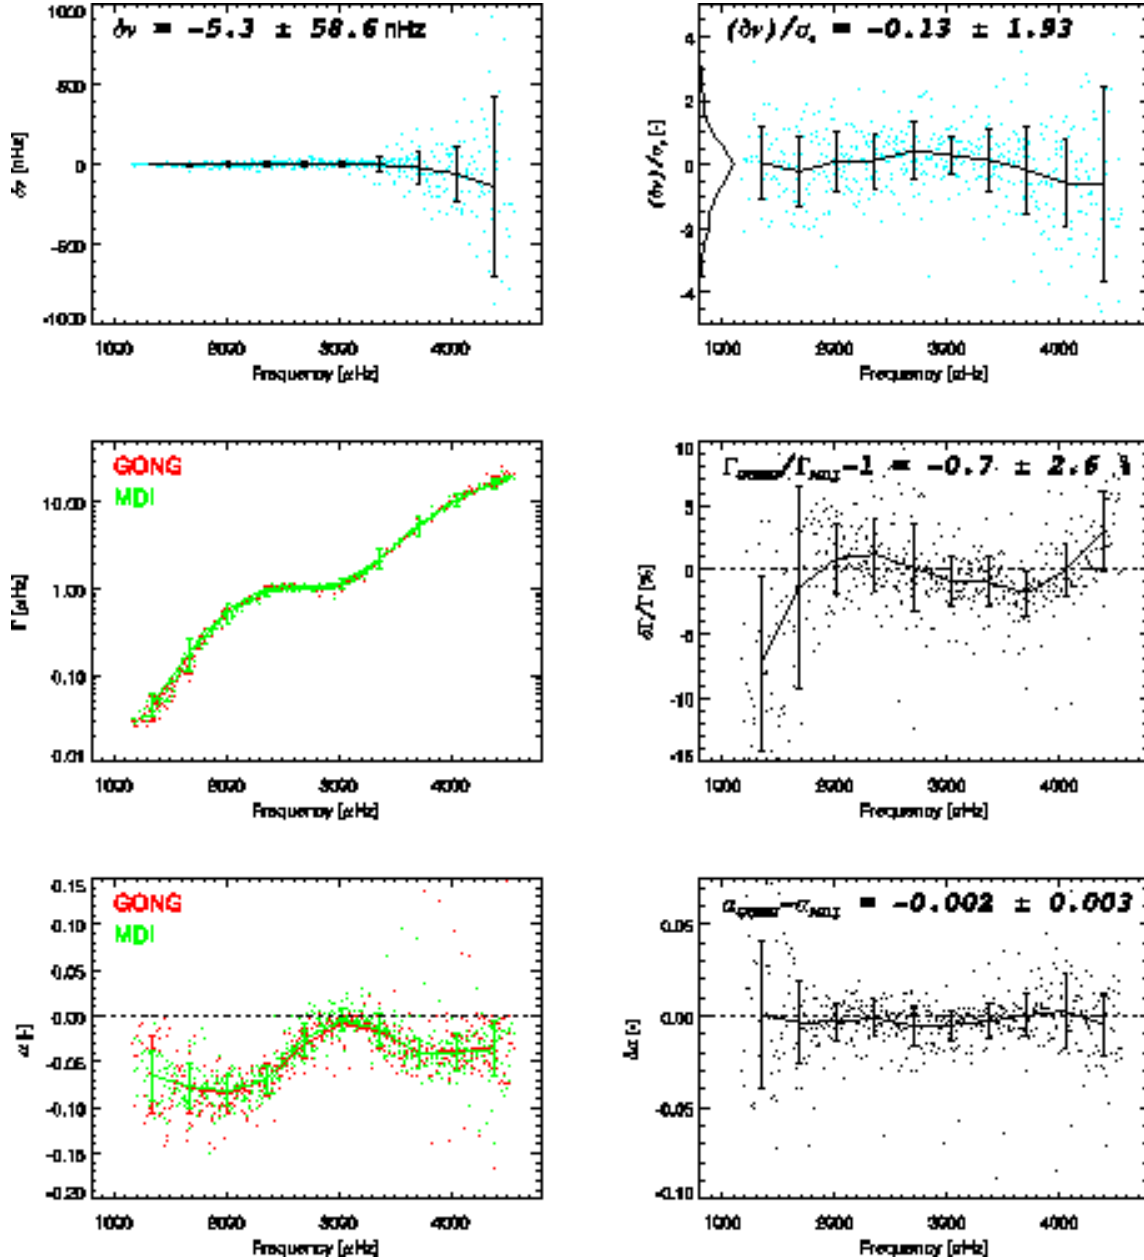 δν = -5.3 ± 58.6 nHz
1000
500
0
-500
-1000
δν [nHz]
1000 2000 3000 4000
Frequency [μHz]
(δν)/σ = -0.13 ± 1.93
4
2
0
-2
-4
(δν)/σ [-]
1000 2000 3000 4000
Frequency [μHz]
GONG
MDI
10.00
1.00
0.10
0.01
Γ [μHz]
1000 2000 3000 4000
Frequency [μHz]
Γ_GONG/Γ_MDI-1 = -0.7 ± 2.6 %
10
5
0
-5
-10
-15
δΓ/Γ [%]
1000 2000 3000 4000
Frequency [μHz]
GONG
MDI
0.15
0.10
0.05
0.00
-0.05
-0.10
-0.15
-0.20
α [-]
1000 2000 3000 4000
Frequency [μHz]
α_GONG-α_MDI = -0.002 ± 0.003
0.05
0.00
-0.05
-0.10
Δα [-]
1000 2000 3000 4000
Frequency [μHz]